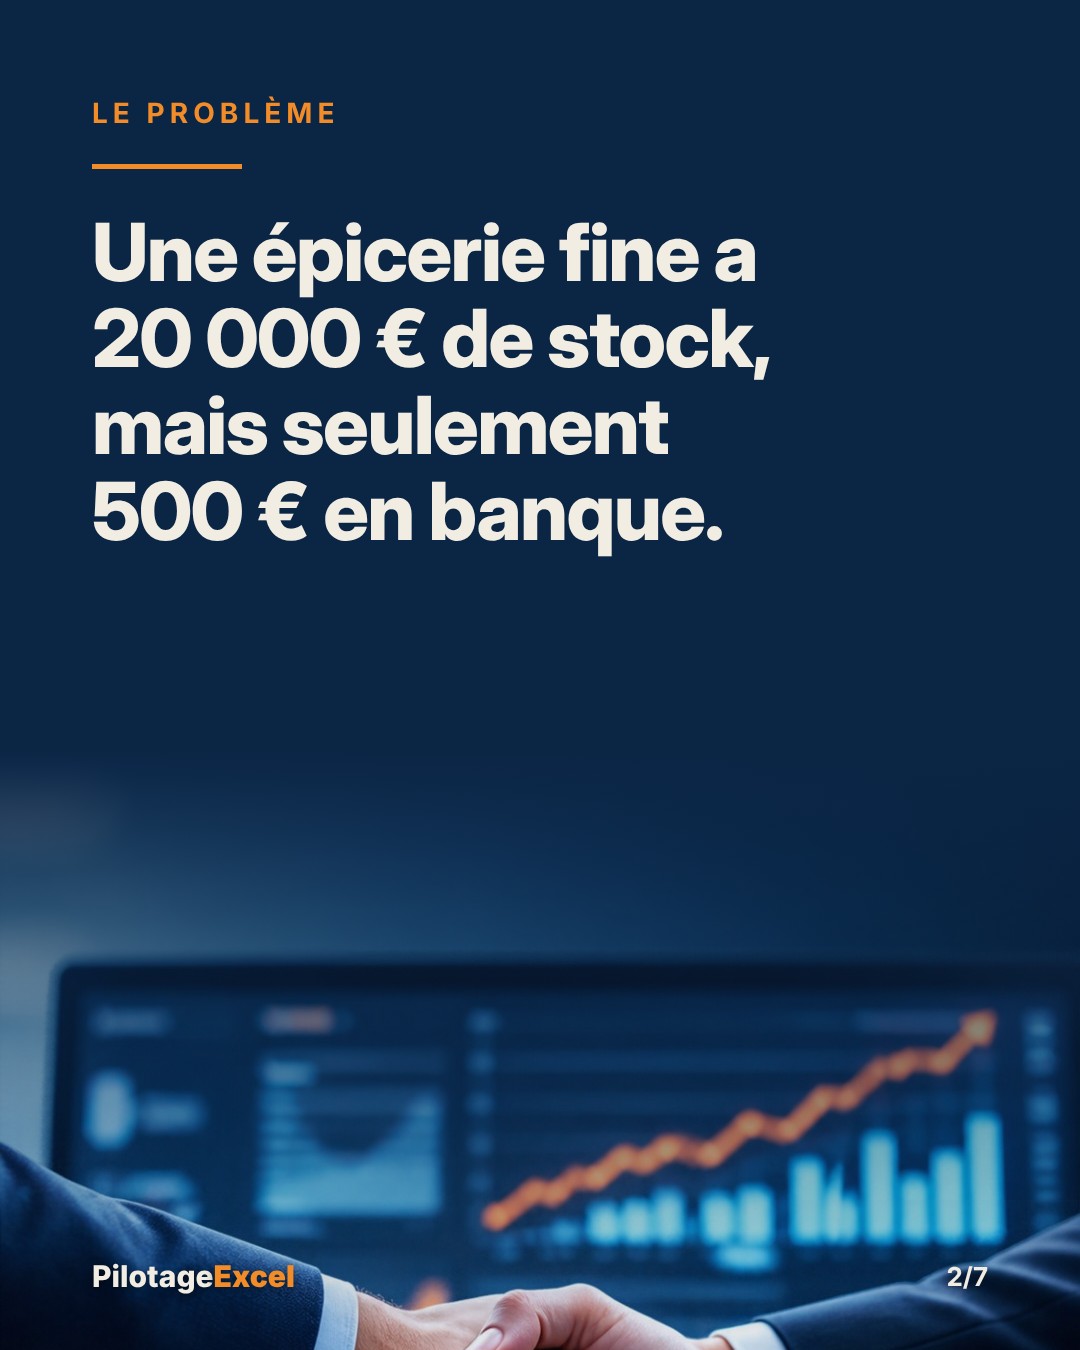 LE PROBLÈME
Une épicerie fine a
20 000 € de stock,
mais seulement
500 € en banque.
PilotageExcel
2/7